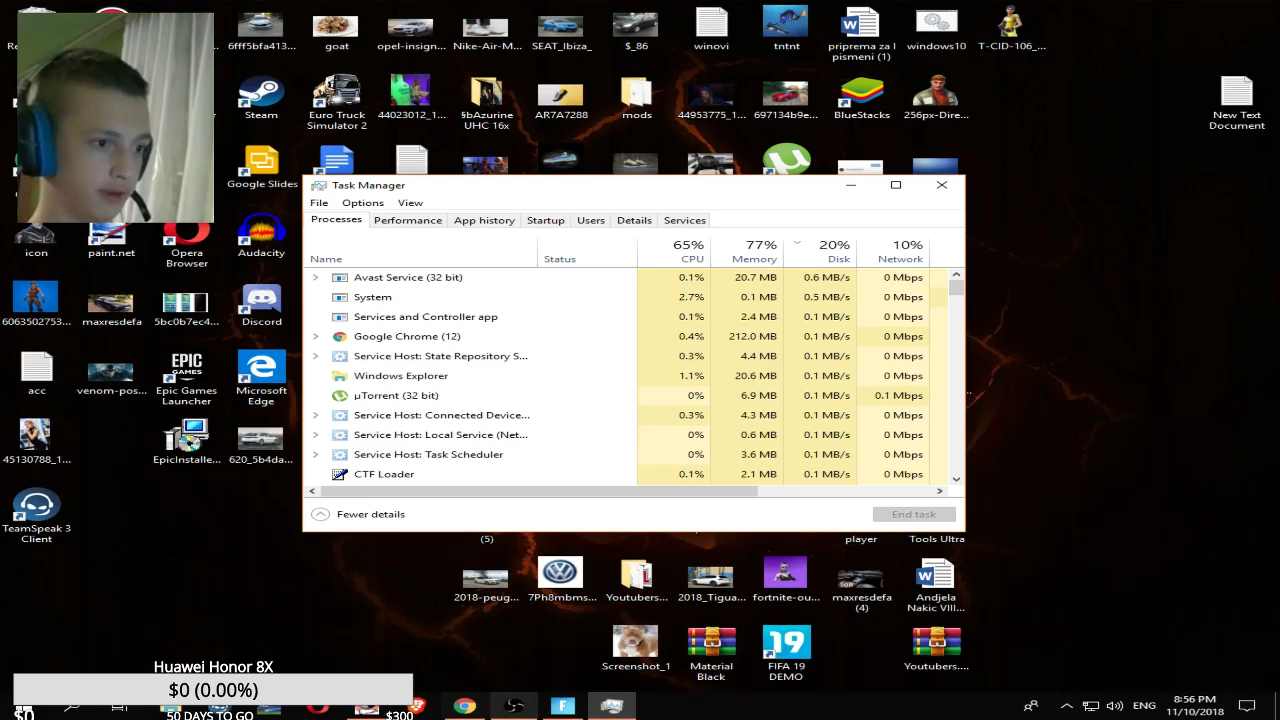 6fff5bfa413...
goat
opel-insign...
Nike-Air-M...
SEAT_Ibiza_
$_86
winovi
tntnt
priprema za l
pismeni (1)
windows10
T-CID-106_...
Steam
Euro Truck
Simulator 2
44023012_1...
§bAzurine
UHC 16x
AR7A7288
mods
44953775_1...
697134b9e...
BlueStacks
256px-Dire...
New Text
Document
Google Slides
icon
paint.net
Opera
Browser
Audacity
6063502753...
maxresdefa
5bc0b7ec4...
Discord
acc
venom-pos...
EPIC
GAMES
Epic Games
Launcher
Microsoft
Edge
45130788_1...
EpicInstalle...
620_5b4da...
TeamSpeak 3
Client
Task Manager
File Options View
Processes Performance App history Startup Users Details Services
65% 77% 20% 10%
Name Status CPU Memory Disk Network
Avast Service (32 bit) 0.1% 20.7 MB 0.6 MB/s 0 Mbps
System 2.7% 0.1 MB 0.5 MB/s 0 Mbps
Services and Controller app 0.1% 2.4 MB 0.1 MB/s 0 Mbps
Google Chrome (12) 0.4% 212.0 MB 0.1 MB/s 0 Mbps
Service Host: State Repository S... 0.3% 4.4 MB 0.1 MB/s 0 Mbps
Windows Explorer 1.1% 20.6 MB 0.1 MB/s 0 Mbps
µTorrent (32 bit) 0% 6.9 MB 0.1 MB/s 0.1 Mbps
Service Host: Connected Device... 0.3% 4.3 MB 0.1 MB/s 0 Mbps
Service Host: Local Service (Net... 0% 0.6 MB 0.1 MB/s 0 Mbps
Service Host: Task Scheduler 0% 3.6 MB 0.1 MB/s 0 Mbps
CTF Loader 0.1% 2.1 MB 0.1 MB/s 0 Mbps
Fewer details
End task
(5)
player
Tools Ultra
2018-peug...
7Ph8mbms...
Youtubers...
2018_Tigua...
fortnite-ou...
maxresdefa
(4)
Andjela
Nakic VIII...
Screenshot_1
Material
Black
19
FIFA 19
DEMO
Youtubers....
Huawei Honor 8X
$0 (0.00%)
$0
50 DAYS TO GO
$300
ENG
8:56 PM
11/10/2018